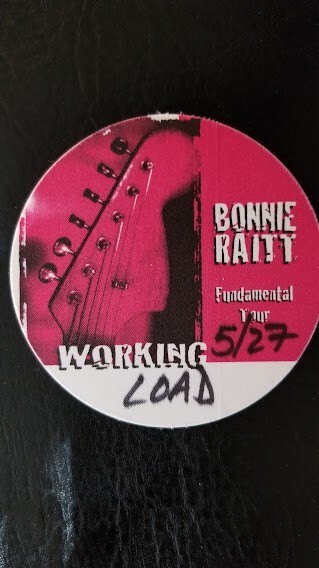 BONNIE
RAITT
Fundamental
Tour
5/27
WORKING
LOAD